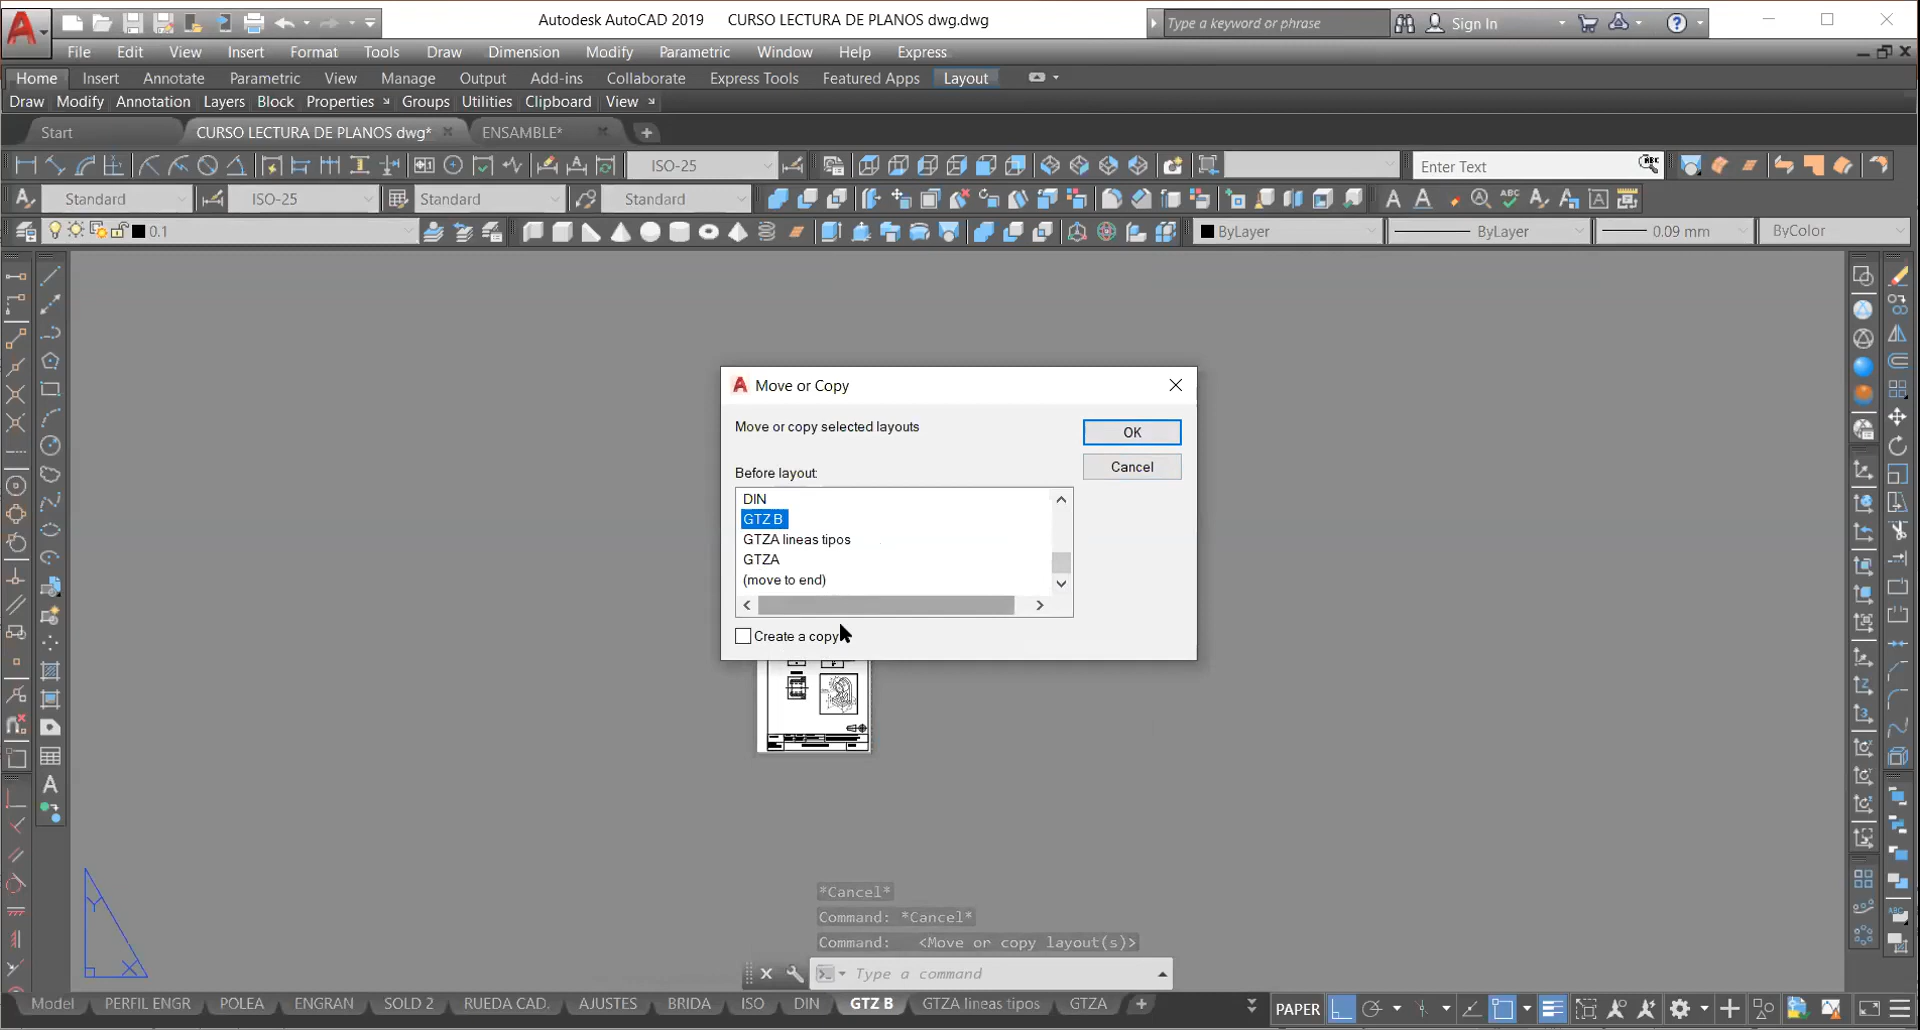 Autodesk AutoCAD 2019 CURSO LECTURA DE PLANOS dwg.dwg
Type a keyword or phrase
Sign In
File Edit View Insert Format Tools Draw Dimension Modify Parametric Window Help Express
Home Insert Annotate Parametric View Manage Output Add-ins Collaborate Express Tools Featured Apps Layout
Draw Modify Annotation Layers Block Properties Groups Utilities Clipboard View
Start CURSO LECTURA DE PLANOS dwg* ENSAMBLE*
ISO-25 Enter Text
Standard ISO-25 Standard Standard
0.1 ByLayer ByLayer 0.09 mm ByColor
Move or Copy
Move or copy selected layouts
OK
Before layout:
Cancel
DIN
GTZ B
GTZA lineas tipos
GTZA
(move to end)
Create a copy
Y
X
*Cancel*
Command: *Cancel*
Command: <Move or copy layout(s)>
Type a command
Model PERFIL ENGR POLEA ENGRAN SOLD 2 RUEDA CAD. AJUSTES BRIDA ISO DIN GTZ B GTZA lineas tipos GTZA
PAPER